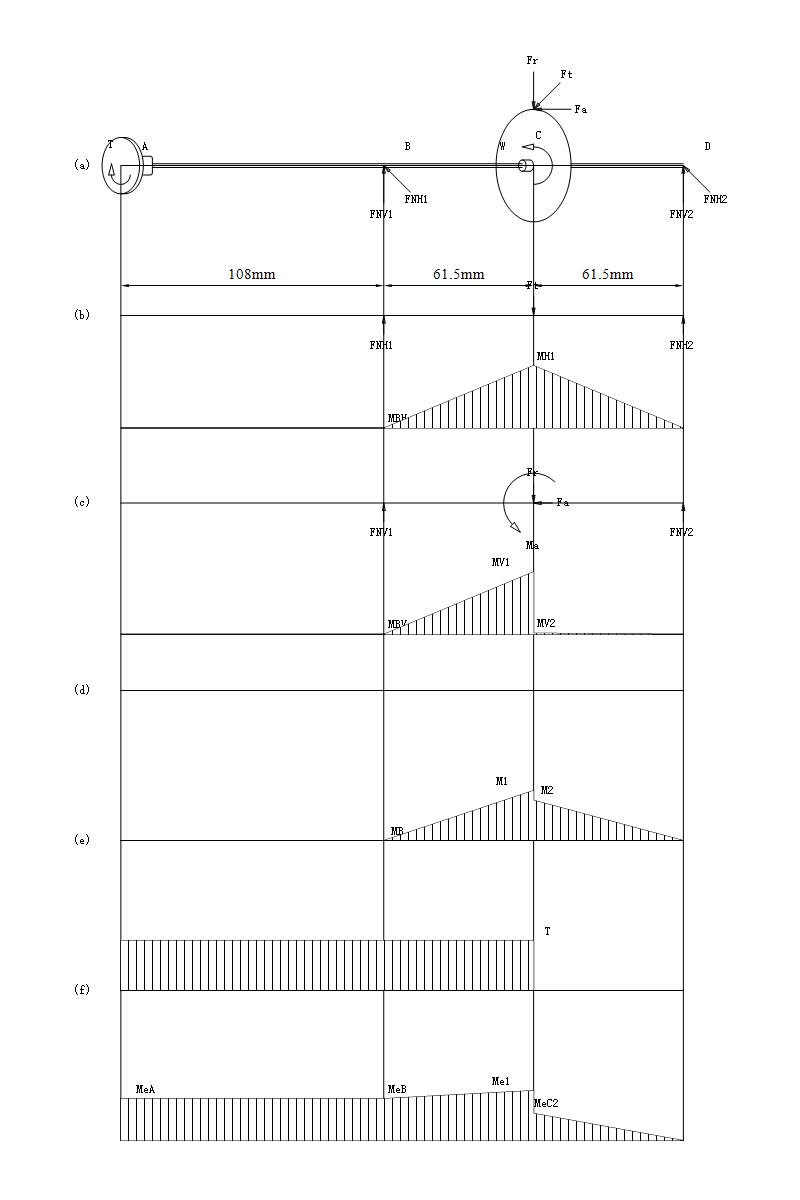 Fr
Ft
Fa
T
A
B
W
C
D
(a)
FNH1
FNV1
FNH2
FNV2
108mm
61.5mm
61.5mm
Ft
(b)
FNH1
FNH2
MH1
MBH
Fr
(c)
Fa
FNV1
FNV2
Ma
MV1
MBV
MV2
(d)
M1
M2
MB
(e)
T
(f)
MeA
MeB
Me1
MeC2